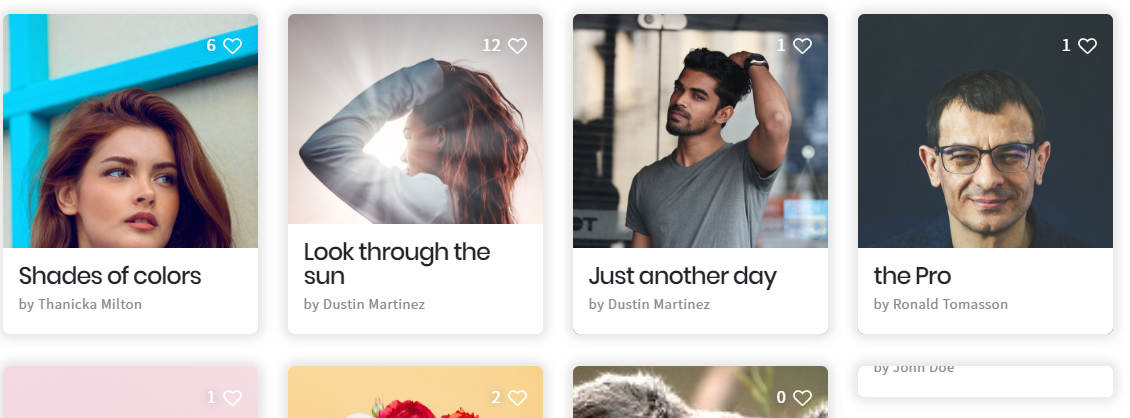 6
12
1
1
OT
Shades of colors
by Thanicka Milton
Look through the
sun
by Dustin Martinez
Just another day
by Dustin Martinez
the Pro
by Ronald Tomasson
1
2
0
by John Doe